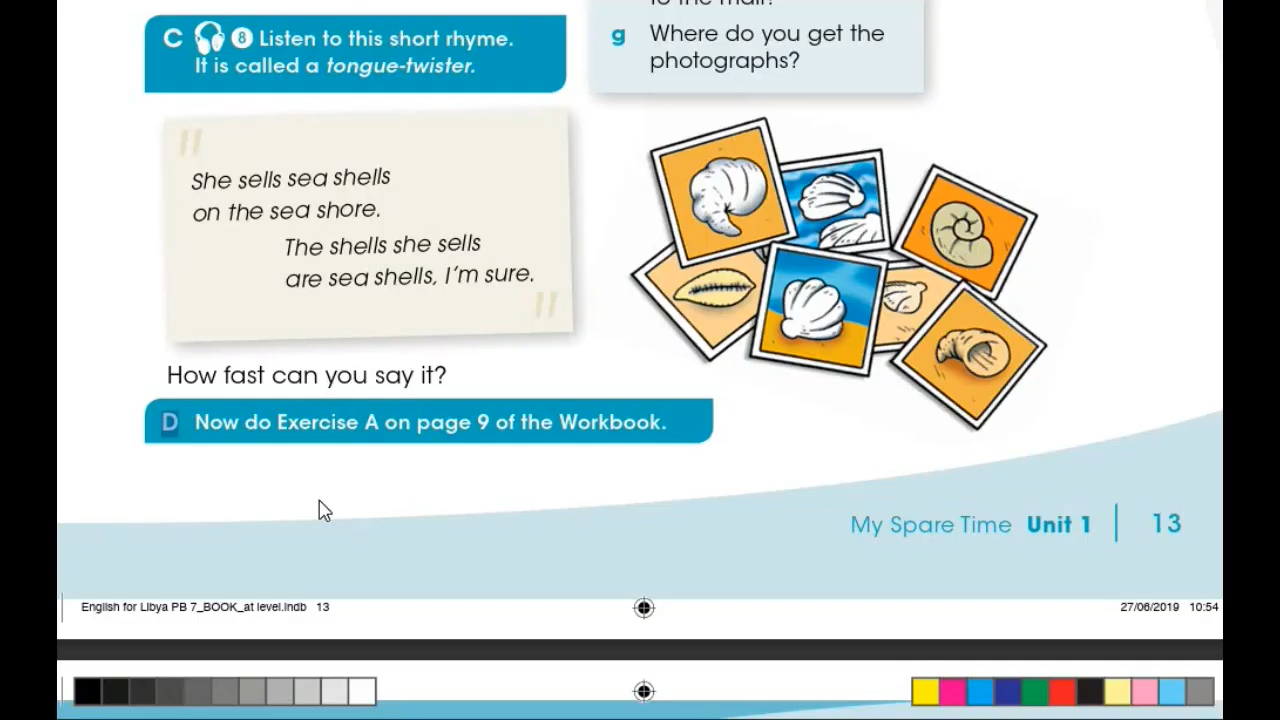 C 8 Listen to this short rhyme.
It is called a tongue-twister.
g Where do you get the
photographs?
"
She sells sea shells
on the sea shore.
The shells she sells
are sea shells, I'm sure.
"
How fast can you say it?
D Now do Exercise A on page 9 of the Workbook.
My Spare Time Unit 1 | 13
English for Libya PB 7_BOOK_at level.indb 13
27/06/2019 10:54